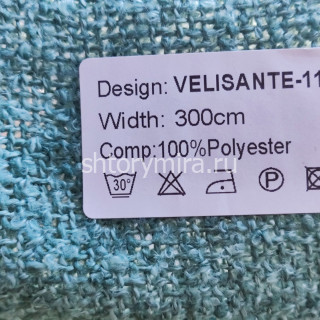 Design: VELISANTE-11
Width: 300cm
Comp:100%Polyester
shtorymira.ru
30°
P